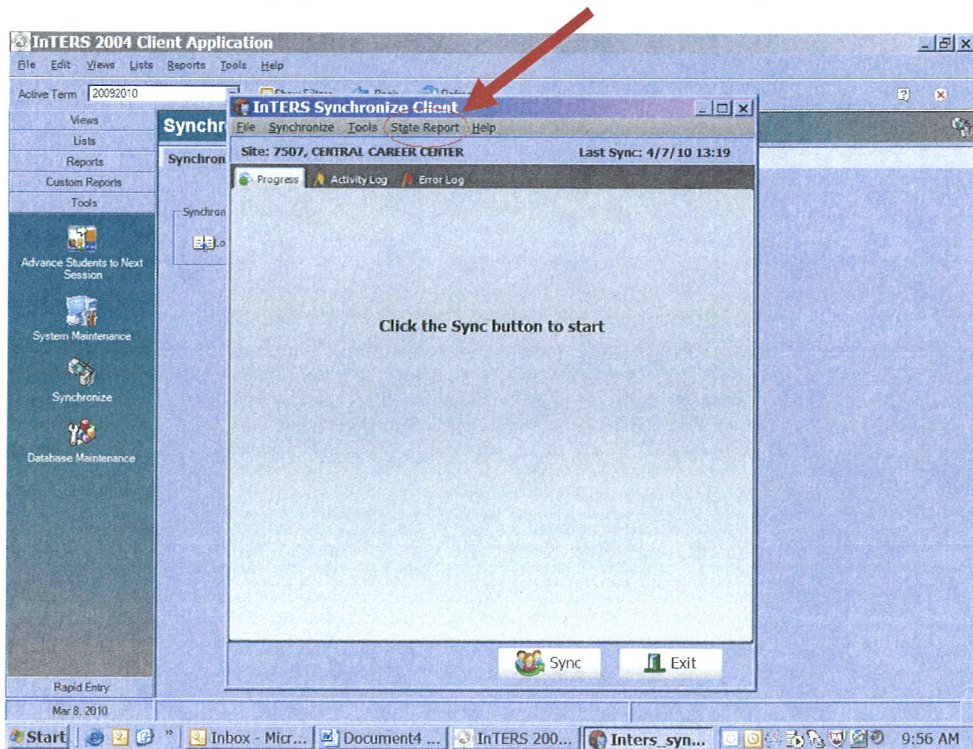 InTERS 2004 Client Application
File Edit Views Lists Reports Tools Help
Active Term 20092010
Views
Lists
Reports
Custom Reports
Tools
Advance Students to Next
Session
System Maintenance
Synchronize
Database Maintenance
Rapid Entry
Mar 8, 2010
Synchr
Synchron
Synchron
Lo
InTERS Synchronize Client
File Synchronize Tools State Report Help
Site: 7507, CENTRAL CAREER CENTER Last Sync: 4/7/10 13:19
Progress Activity Log Error Log
Click the Sync button to start
Sync Exit
Start » Inbox - Micr... Document4 ... InTERS 200... Inters_syn... 9:56 AM